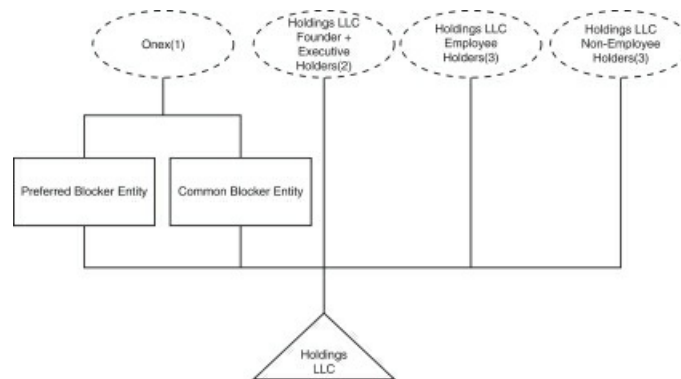 Onex(1)
Holdings LLC
Founder +
Executive
Holders(2)
Holdings LLC
Employee
Holders(3)
Holdings LLC
Non-Employee
Holders(3)
Preferred Blocker Entity
Common Blocker Entity
Holdings
LLC